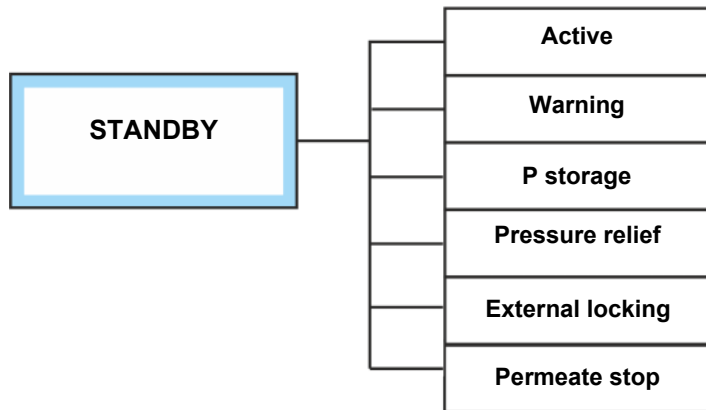 STANDBY
Active
Warning
P storage
Pressure relief
External locking
Permeate stop